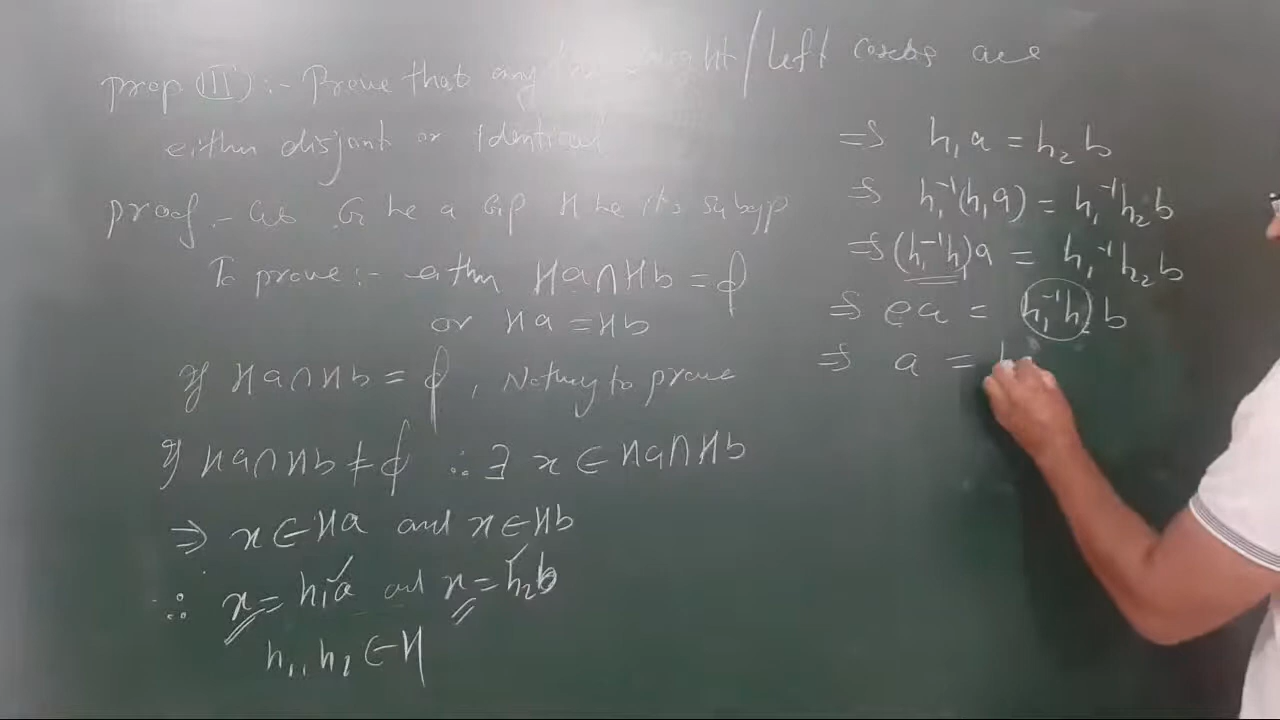 prop (III) :- Prove that any two right/left cosets are
either disjoint or Identical
proof - Let G be a Gp H be its Subgp
To prove :- either Ha∩Hb = ϕ
or Ha = Hb
If Ha∩Hb = ϕ, Nothing to prove
If Ha∩Hb ≠ ϕ ∴ ∃ x ∈ Ha∩Hb
⇒ x ∈ Ha and x ∈ Hb
∴ x = h₁a and x = h₂b
h₁, h₂ ∈ H
⇒ h₁a = h₂b
⇒ h₁⁻¹(h₁a) = h₁⁻¹h₂b
⇒ (h₁⁻¹h₁)a = h₁⁻¹h₂b
⇒ ea = h₁⁻¹h₂ b
⇒ a =